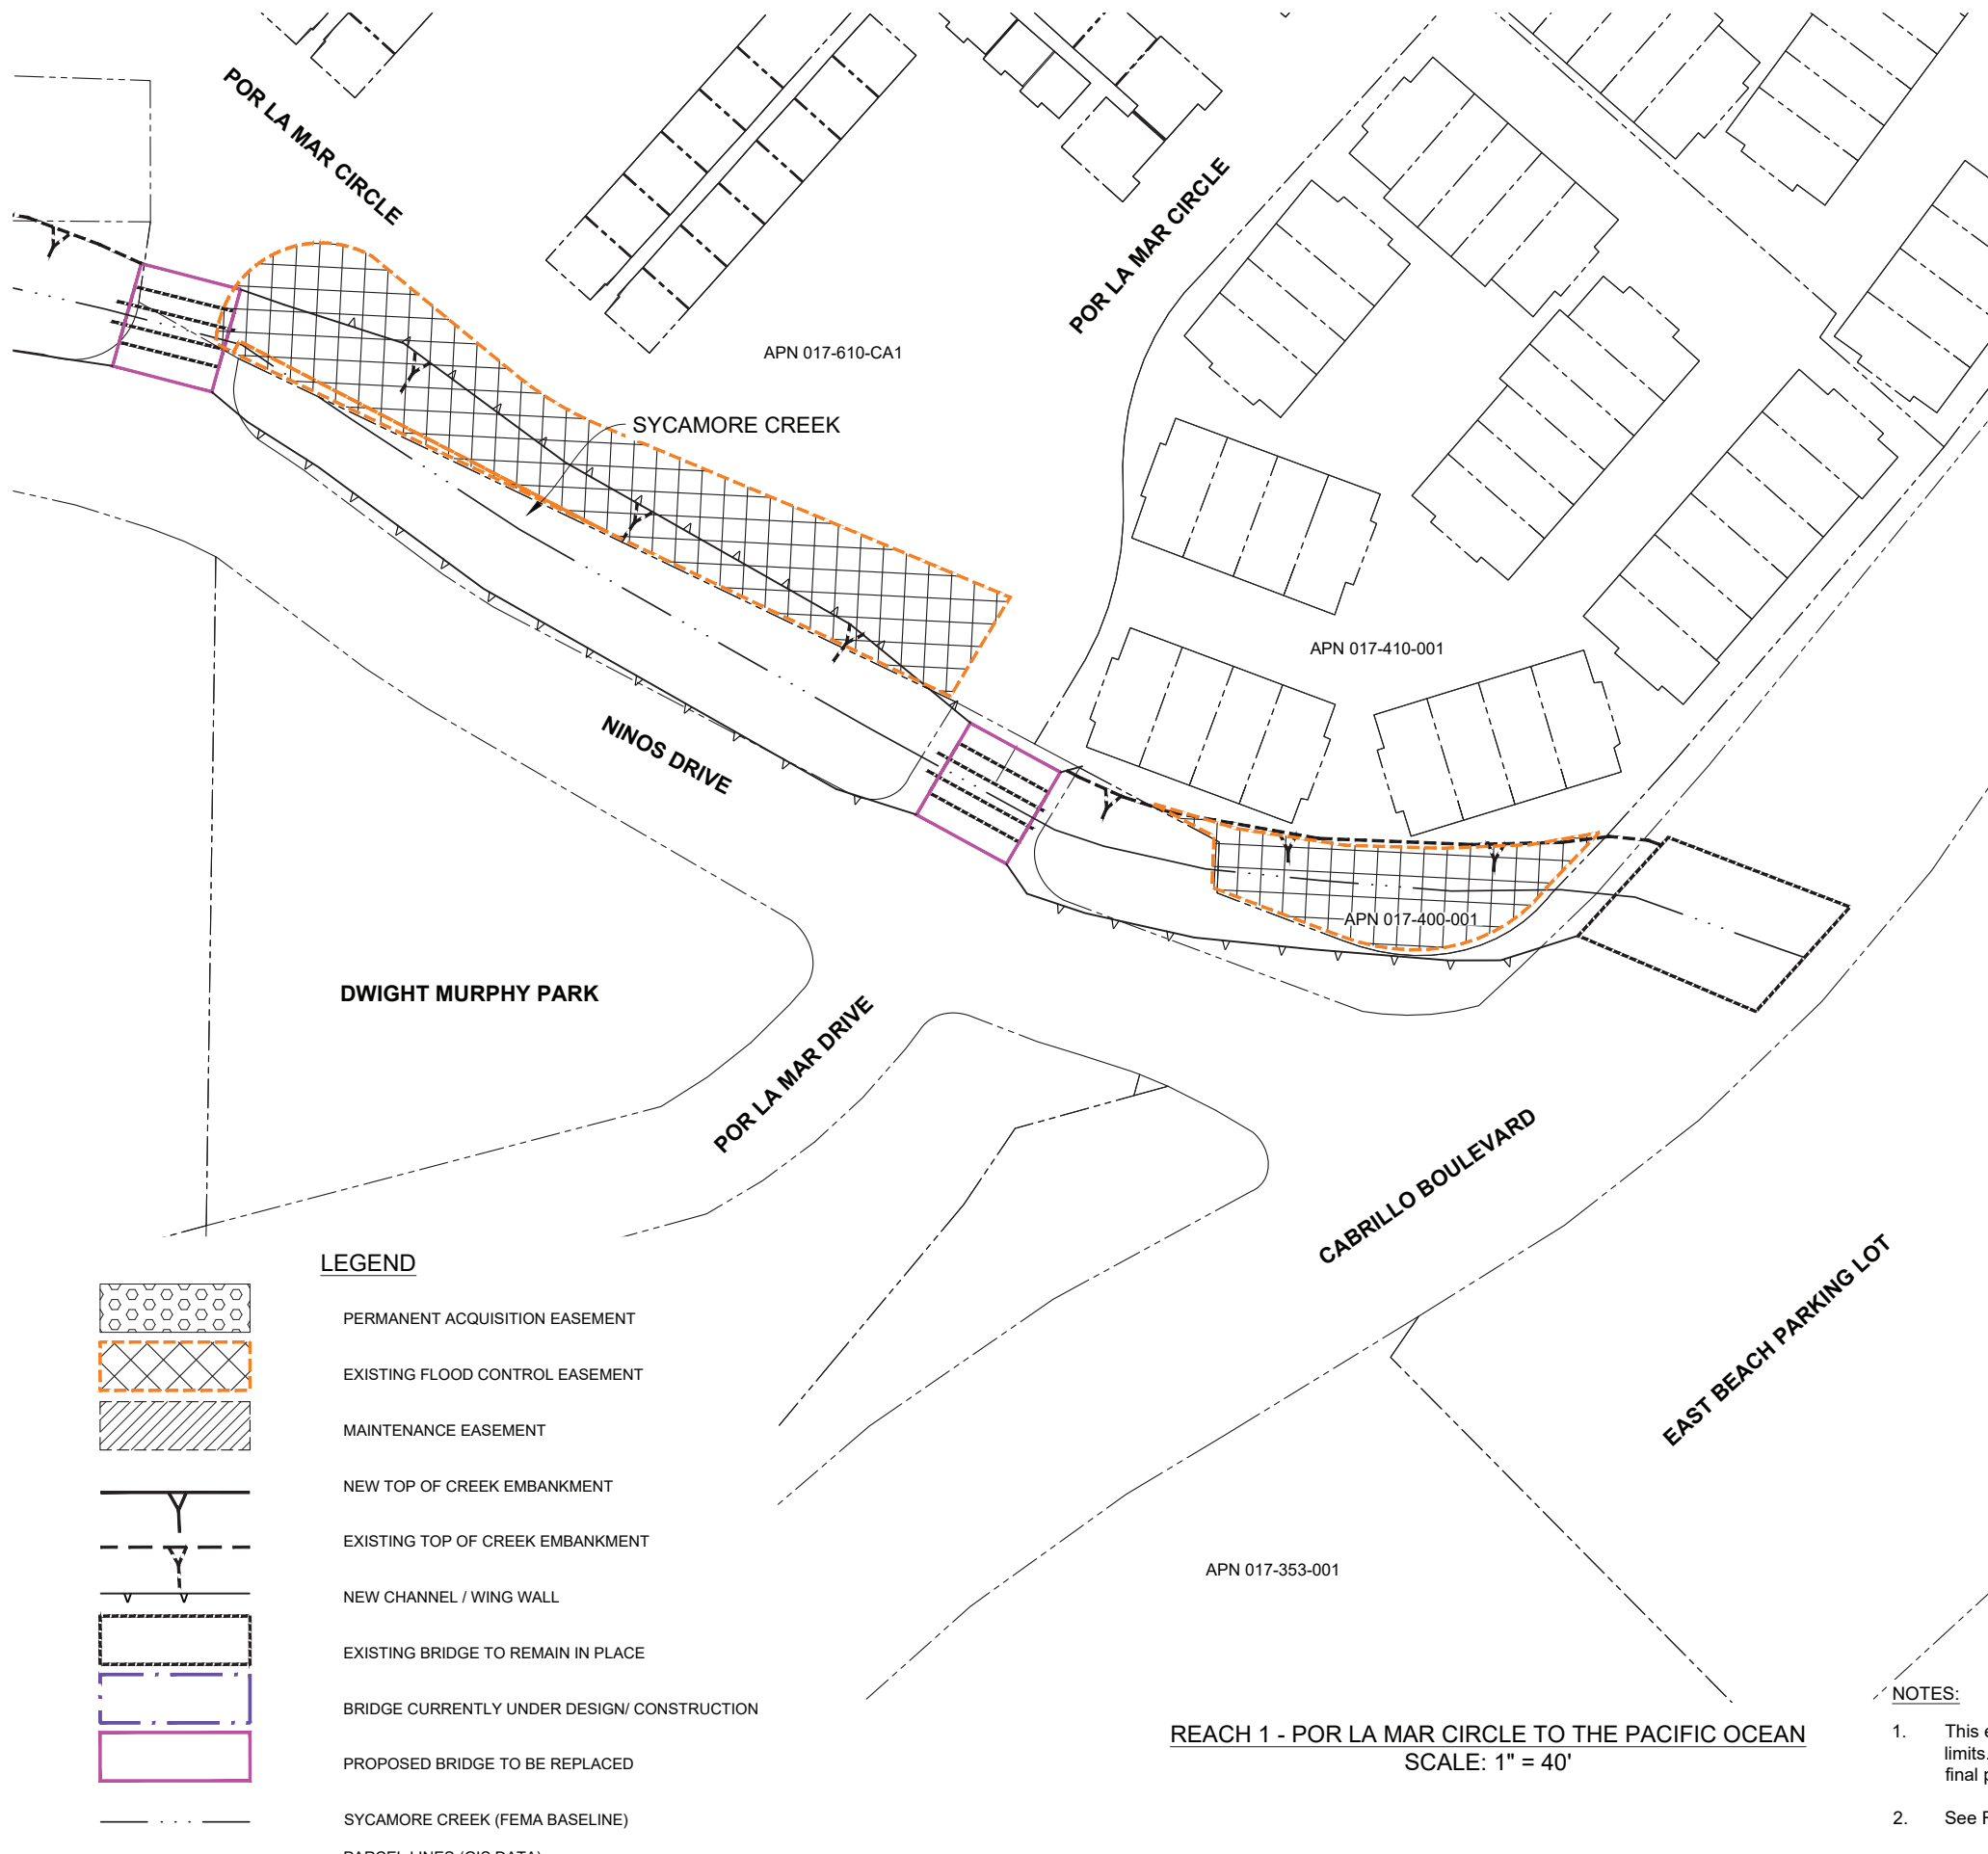 POR LA MAR CIRCLE
POR LA MAR CIRCLE
APN 017-610-CA1
SYCAMORE CREEK
APN 017-410-001
NINOS DRIVE
APN 017-400-001
DWIGHT MURPHY PARK
POR LA MAR DRIVE
CABRILLO BOULEVARD
EAST BEACH PARKING LOT
APN 017-353-001
LEGEND
PERMANENT ACQUISITION EASEMENT
EXISTING FLOOD CONTROL EASEMENT
MAINTENANCE EASEMENT
NEW TOP OF CREEK EMBANKMENT
EXISTING TOP OF CREEK EMBANKMENT
NEW CHANNEL / WING WALL
EXISTING BRIDGE TO REMAIN IN PLACE
BRIDGE CURRENTLY UNDER DESIGN/ CONSTRUCTION
PROPOSED BRIDGE TO BE REPLACED
SYCAMORE CREEK (FEMA BASELINE)
PARCEL LINES (GIS DATA)
REACH 1 - POR LA MAR CIRCLE TO THE PACIFIC OCEAN
SCALE: 1" = 40'
NOTES:
1. This
limits.
final
2. See